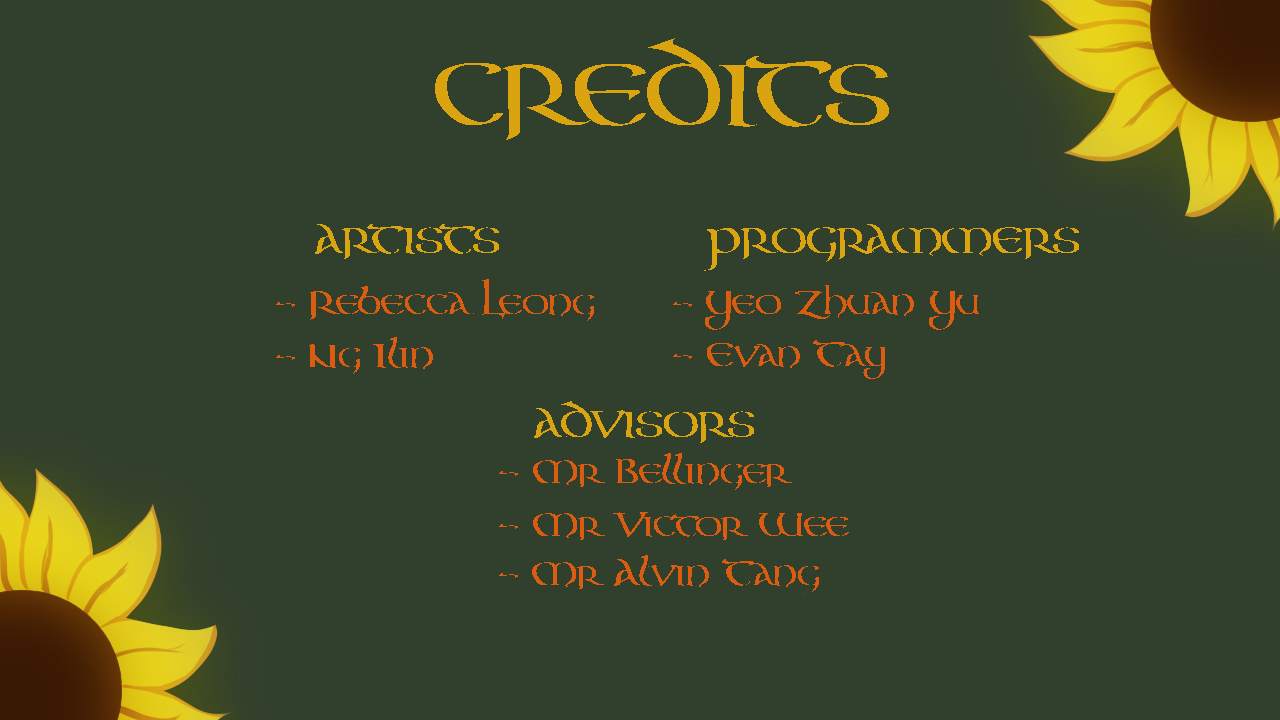 CREDITS
ARTISTS
- Rebecca Leong
- Ng Ilin
PROGRAMMERS
- Yeo Zhuan Yu
- Evan Tay
ADVISORS
- Mr Bellinger
- Mr Victor Wee
- Mr Alvin Tang